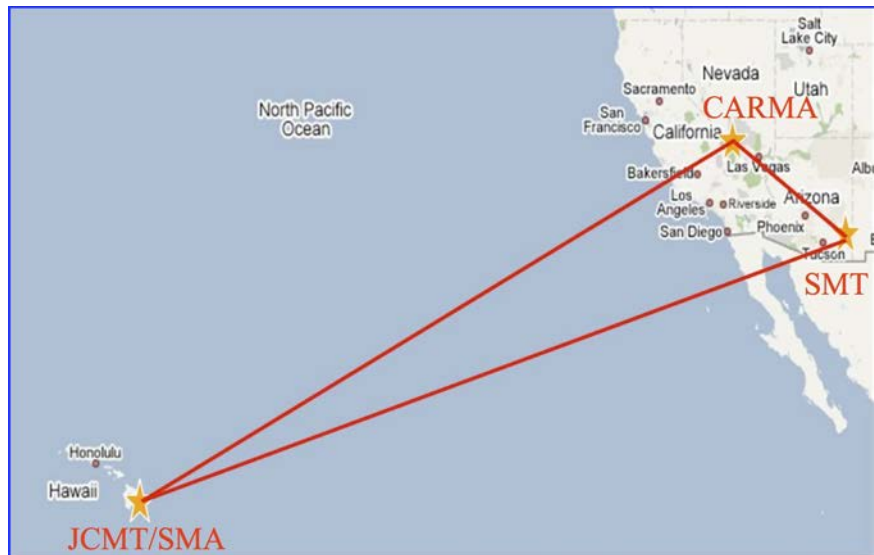 Salt
Lake City
Nevada
Utah
North Pacific
Ocean
Sacramento
CARMA
San
Francisco
California
Las Vegas
Bakersfield
Albu
Los
Angeles
Riverside
Arizona
San Diego
Phoenix
Tucson
SMT
Honolulu
Hawaii
JCMT/SMA